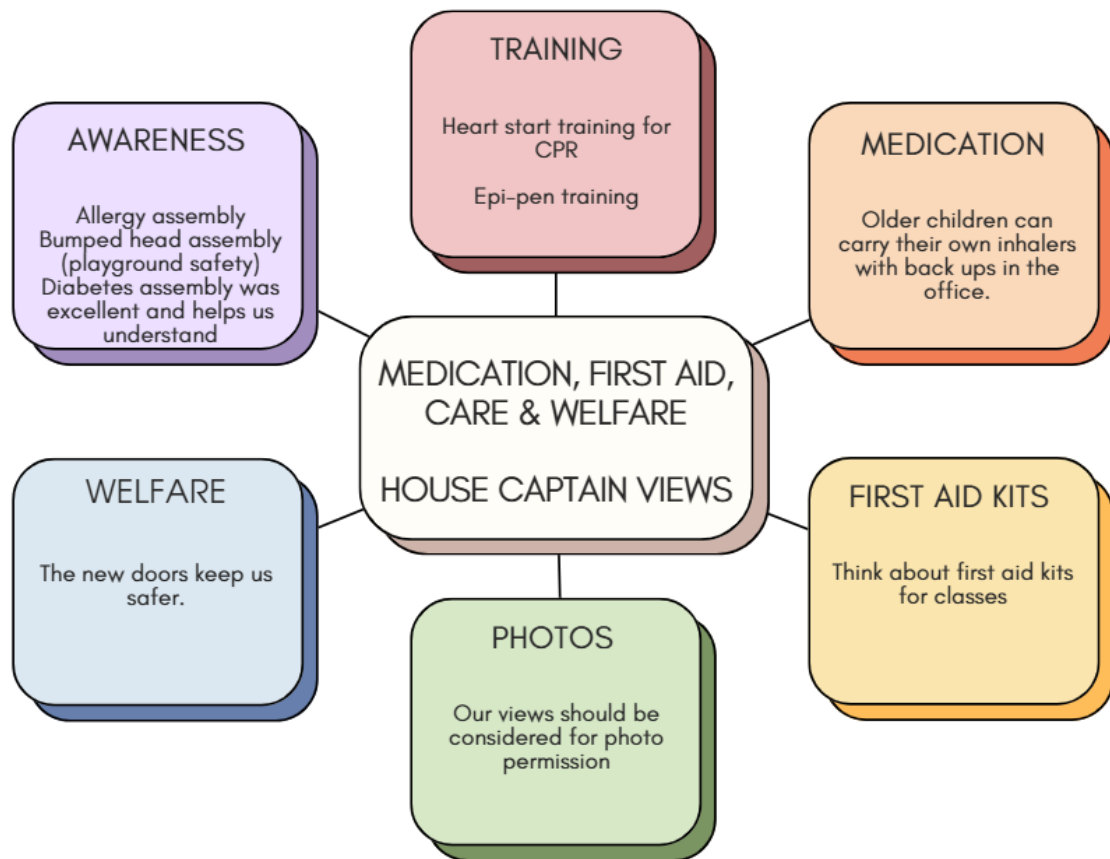 TRAINING
Heart start training for
CPR
Epi-pen training
AWARENESS
Allergy assembly
Bumped head assembly
(playground safety)
Diabetes assembly was
excellent and helps us
understand
MEDICATION
Older children can
carry their own inhalers
with back ups in the
office.
MEDICATION, FIRST AID,
CARE & WELFARE
HOUSE CAPTAIN VIEWS
WELFARE
The new doors keep us
safer.
FIRST AID KITS
Think about first aid kits
for classes
PHOTOS
Our views should be
considered for photo
permission